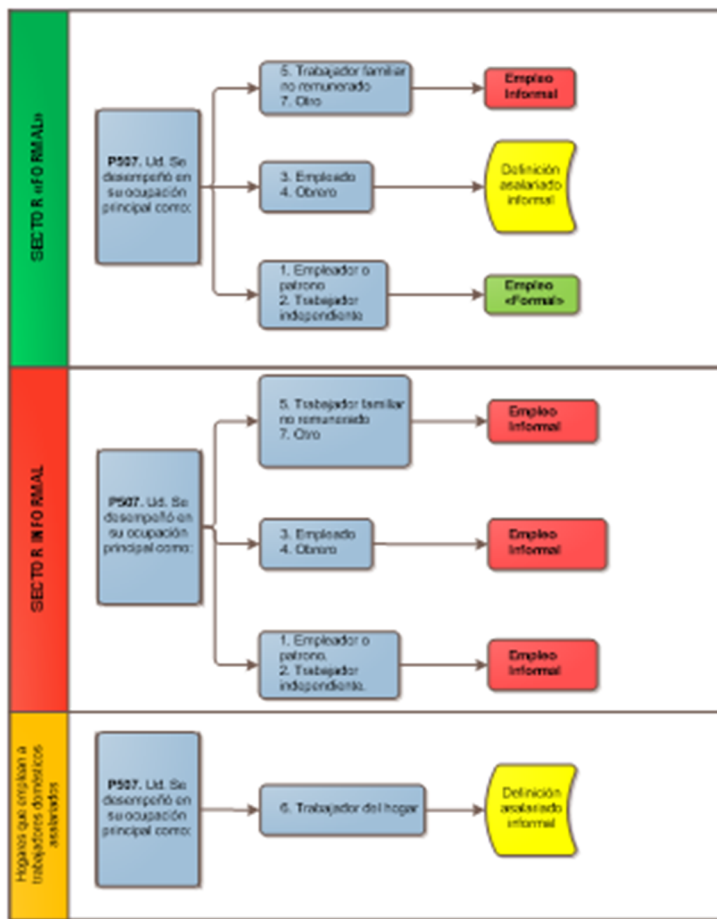 SECTOR «FORMAL»
P507. Ud. Se
desempeñó en
su ocupación
principal como:
5. Trabajador familiar
no remunerado
7. Otro
Empleo
Informal
3. Empleado
4. Obrero
Definición
asalariado
informal
1. Empleador o
patrono
2. Trabajador
independiente
Empleo
«Formal»
SECTOR INFORMAL
P507. Ud. Se
desempeñó en
su ocupación
principal como:
5. Trabajador familiar
no remunerado
7. Otro
Empleo
Informal
3. Empleado
4. Obrero
Empleo
Informal
1. Empleador o
patrono.
2. Trabajador
independiente.
Empleo
Informal
Hogares que emplean a
trabajadores domésticos
asalariados
P507. Ud. Se
desempeñó en
su ocupación
principal como:
6. Trabajador del hogar
Definición
asalariado
informal